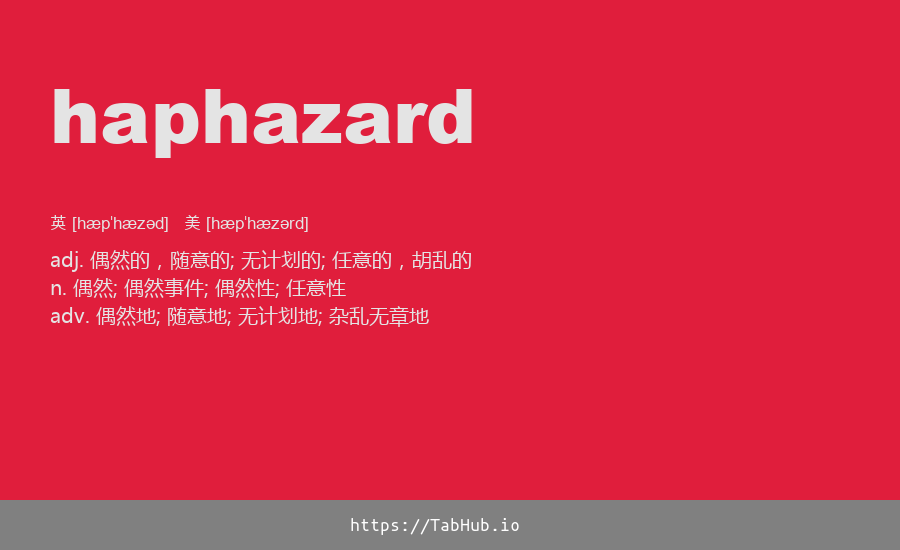 haphazard
英 [hæpˈhæzəd] 美 [hæpˈhæzərd]
adj. 偶然的，随意的; 无计划的; 任意的，胡乱的
n. 偶然; 偶然事件; 偶然性; 任意性
adv. 偶然地; 随意地; 无计划地; 杂乱无章地
https://TabHub.io